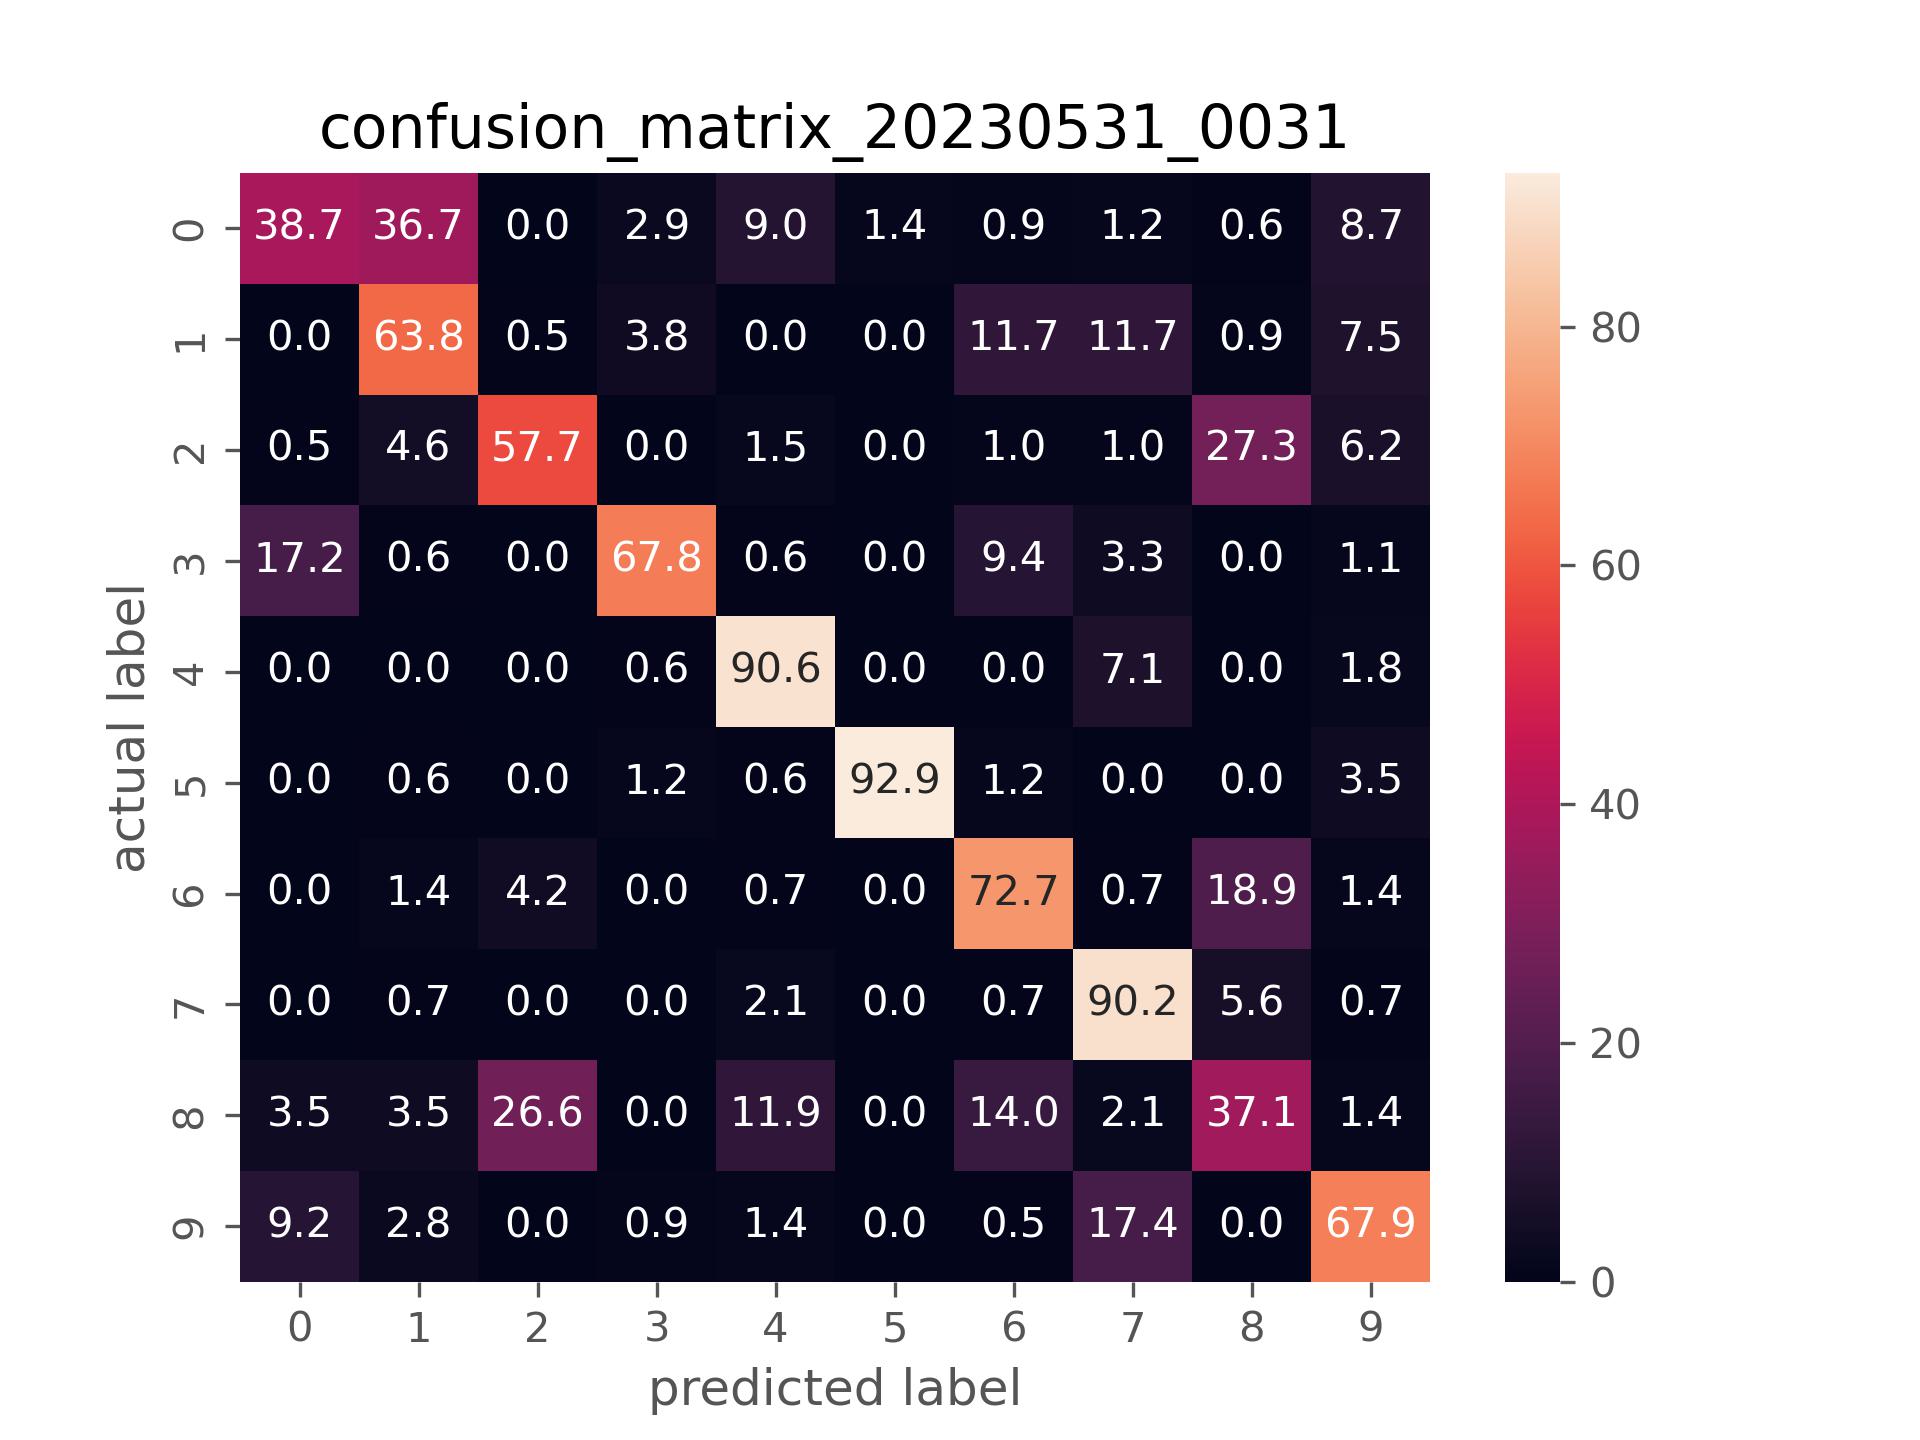 confusion_matrix_20230531_0031
0 38.7 36.7 0.0 2.9 9.0 1.4 0.9 1.2 0.6 8.7
1 0.0 63.8 0.5 3.8 0.0 0.0 11.7 11.7 0.9 7.5
2 0.5 4.6 57.7 0.0 1.5 0.0 1.0 1.0 27.3 6.2
3 17.2 0.6 0.0 67.8 0.6 0.0 9.4 3.3 0.0 1.1
4 0.0 0.0 0.0 0.6 90.6 0.0 0.0 7.1 0.0 1.8
5 0.0 0.6 0.0 1.2 0.6 92.9 1.2 0.0 0.0 3.5
6 0.0 1.4 4.2 0.0 0.7 0.0 72.7 0.7 18.9 1.4
7 0.0 0.7 0.0 0.0 2.1 0.0 0.7 90.2 5.6 0.7
8 3.5 3.5 26.6 0.0 11.9 0.0 14.0 2.1 37.1 1.4
9 9.2 2.8 0.0 0.9 1.4 0.0 0.5 17.4 0.0 67.9
0 1 2 3 4 5 6 7 8 9
predicted label
actual label
80
60
40
20
0